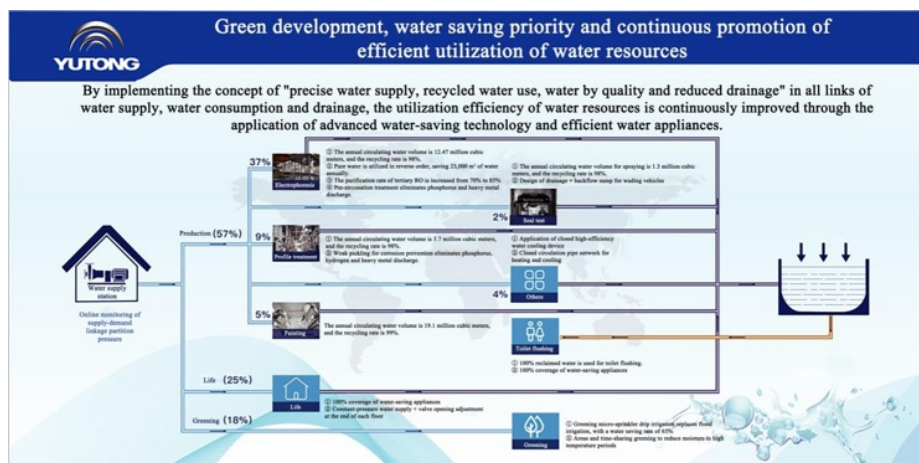 YUTONG
Green development, water saving priority and continuous promotion of
efficient utilization of water resources
By implementing the concept of "precise water supply, recycled water use, water by quality and reduced drainage" in all links
of water supply, water consumption and drainage, the utilization efficiency of water resources is continuously improved through the
application of advanced water-saving technology and efficient water appliances.
37%
Electrophoresis
① The annual circulating water volume is 12.47 million cubic
meters, and the recycling rate is 98%.
② Pure water is utilized in reverse order, saving 23,000 m³ of water
annually.
③ The purification rate of tertiary RO is increased from 70% to 85%
④ Pre-zirconation treatment eliminates phosphorus and heavy metal
discharge.
① The annual circulating water volume for spraying is 1.3 million cubic
meters, and the recycling rate is 98%.
② Design of drainage + backflow sump for wading vehicles
2%
Seal test
Production (57%)
9%
Profile treatment
① The annual circulating water volume is 3.7 million cubic meters,
and the recycling rate is 98%.
② Weak pickling for corrosion prevention eliminates phosphorus,
hydrogen and heavy metal discharge.
① Application of closed high-efficiency
water cooling device
② Closed circulation pipe network for
heating and cooling
4%
Others
Water supply
station
Online monitoring of
supply-demand
linkage partition
pressure
5%
Painting
The annual circulating water volume is 19.1 million cubic meters,
and the recycling rate is 99%.
Toilet flushing
① 100% reclaimed water is used for toilet flushing.
② 100% coverage of water-saving appliances
Life (25%)
Life
① 100% coverage of water-saving appliances
② Constant-pressure water supply + valve opening adjustment
at the end of each floor
Greening (18%)
Greening
① Greening micro-sprinkler drip irrigation replaces flood
irrigation, with a water saving rate of 65%
② Areas and time-sharing greening to reduce moisture in high
temperature periods